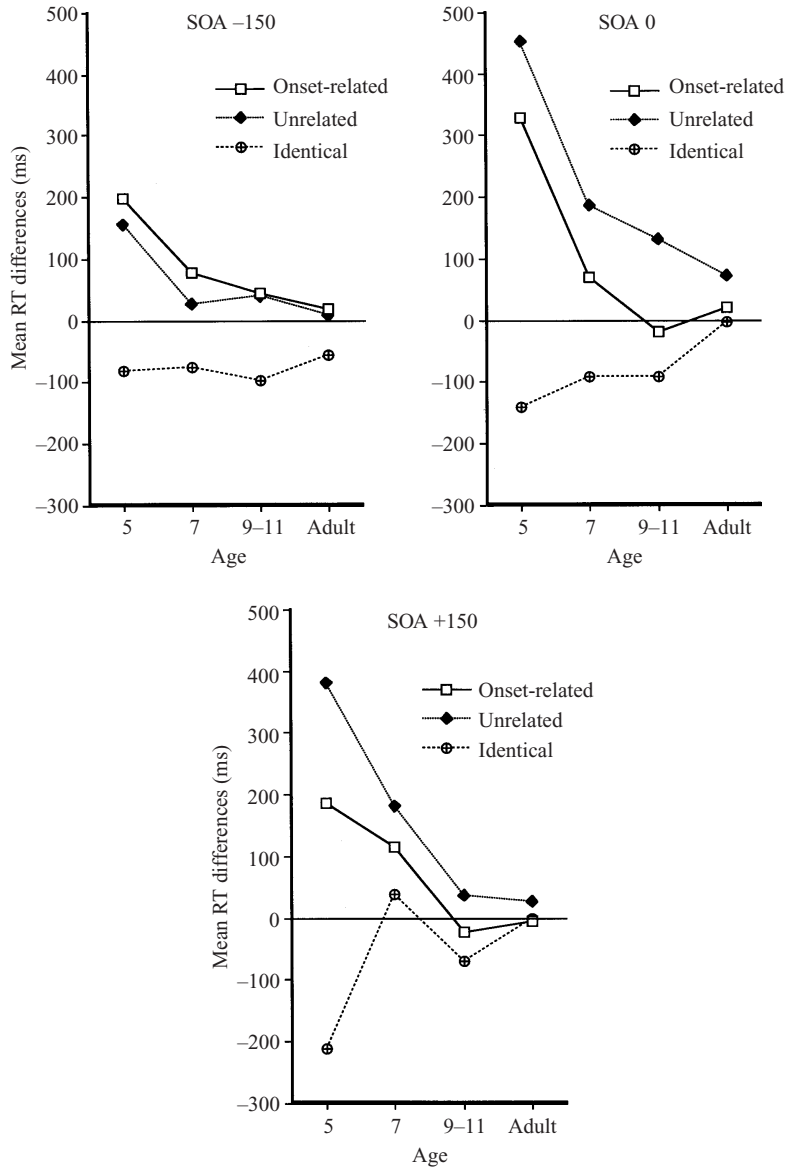 SOA –150
500
400
300
200
100
0
–100
–200
–300
Mean RT differences (ms)
Onset-related
Unrelated
Identical
5 7 9–11 Adult
Age
SOA 0
500
400
300
200
100
0
–100
–200
–300
Onset-related
Unrelated
Identical
5 7 9–11 Adult
Age
SOA +150
500
400
300
200
100
0
–100
–200
–300
Mean RT differences (ms)
Onset-related
Unrelated
Identical
5 7 9–11 Adult
Age